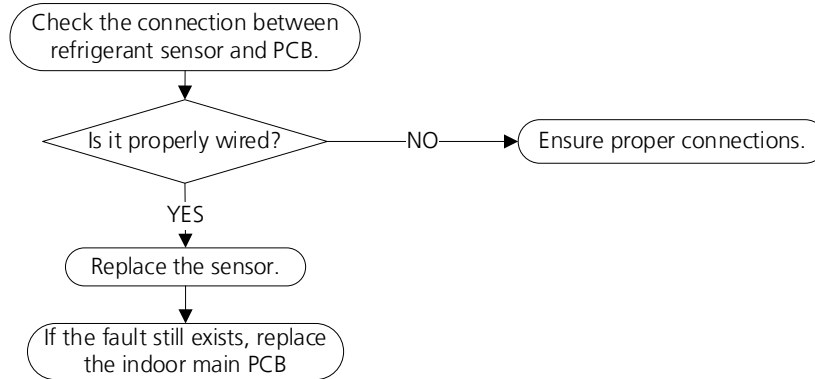 Check the connection between
refrigerant sensor and PCB.
Is it properly wired?
NO
Ensure proper connections.
YES
Replace the sensor.
If the fault still exists, replace
the indoor main PCB